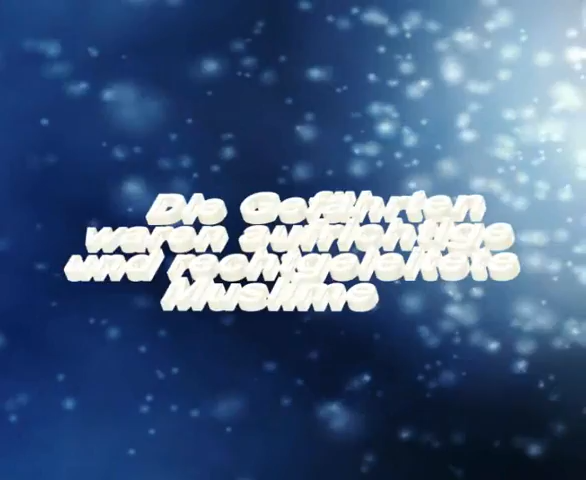 Die Gefährten
waren aufrichtige
und rechtgeleitete
Muslime